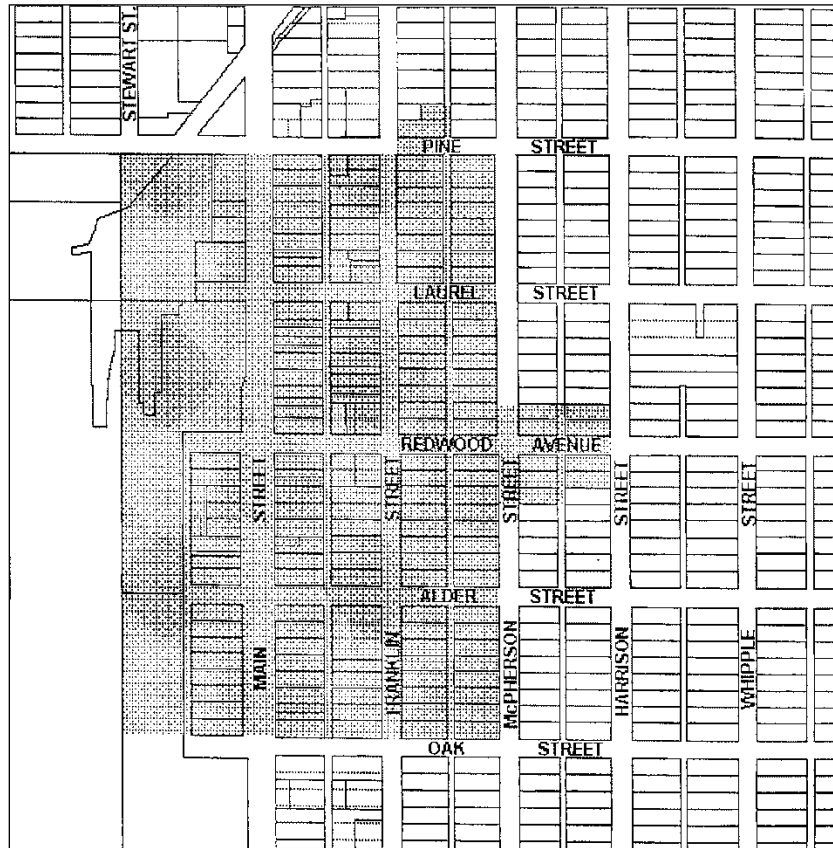 STEWART ST.
PINE STREET
LAUREL STREET
REDWOOD AVENUE
STREET
STREET
STREET
STREET
STREET
ALDER STREET
MAIN
FRANKLIN
McPHERSON
HARRISON
WHIPPLE
OAK STREET